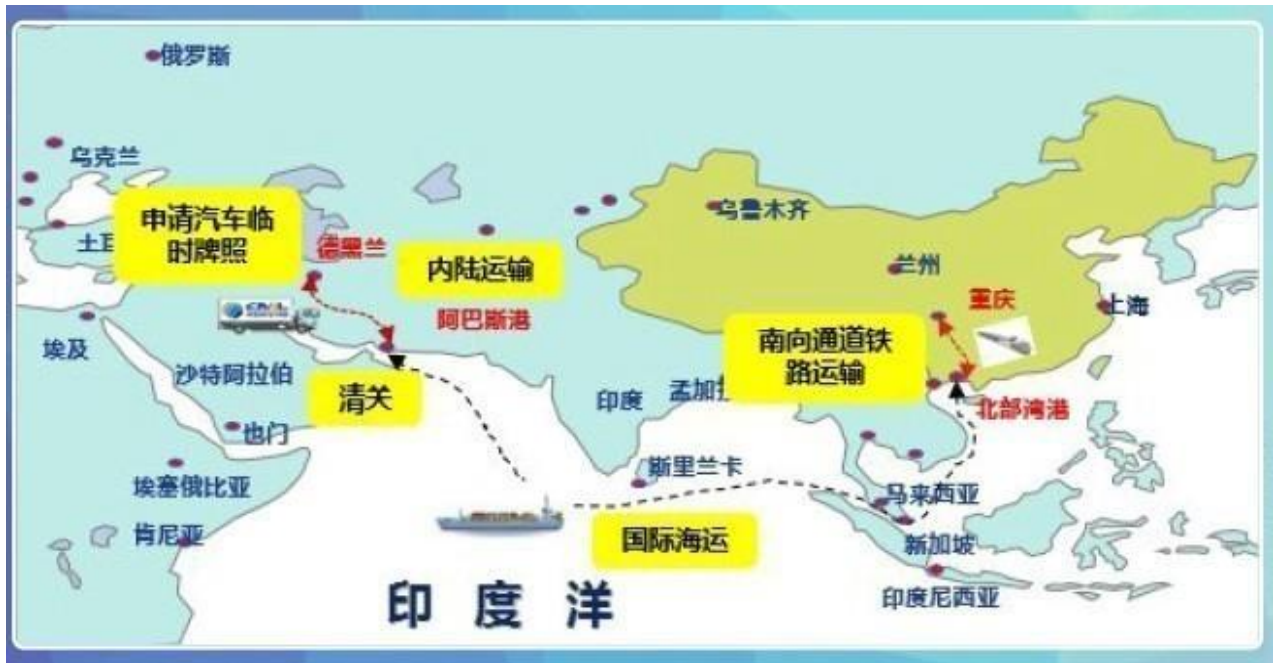 俄罗斯
乌克兰
申请汽车临
时牌照
德黑兰
内陆运输
乌鲁木齐
兰州
阿巴斯港
重庆
上海
埃及
沙特阿拉伯
清关
南向通道铁
路运输
印度
北部湾港
也门
斯里兰卡
埃塞俄比亚
马来西亚
肯尼亚
国际海运
新加坡
印度尼西亚
印度洋